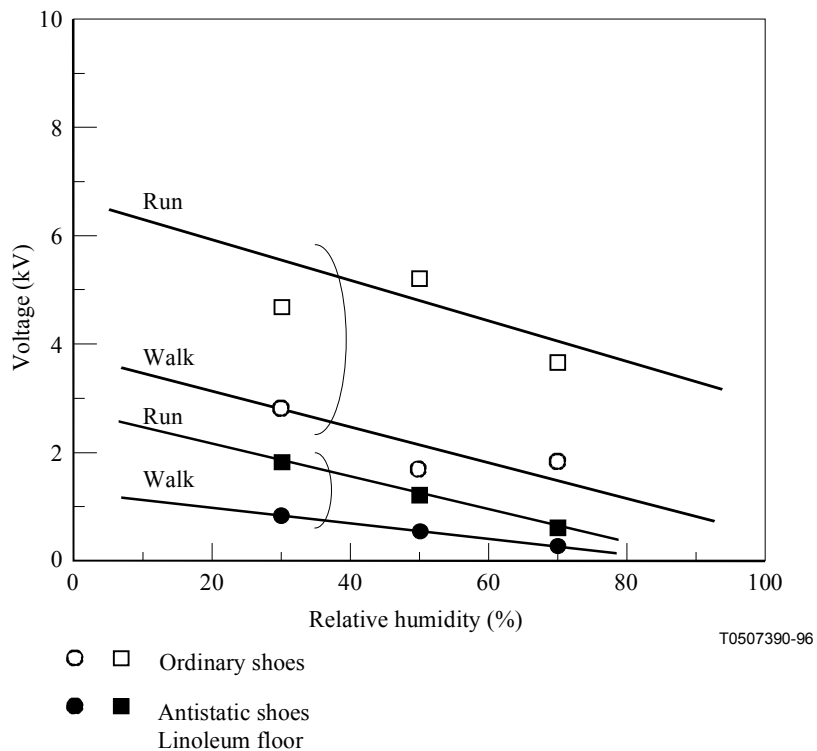 10
8
6
4
2
0
Voltage (kV)
Run
Walk
Run
Walk
0 20 40 60 80 100
Relative humidity (%)
T0507390-96
Ordinary shoes
Antistatic shoes
Linoleum floor